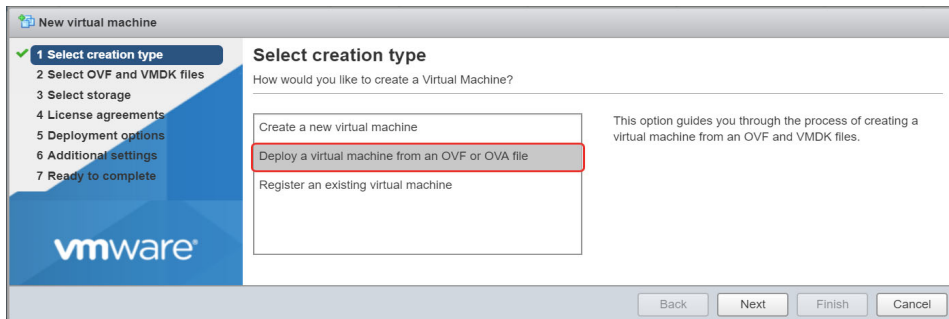 New virtual machine
1 Select creation type
2 Select OVF and VMDK files
3 Select storage
4 License agreements
5 Deployment options
6 Additional settings
7 Ready to complete
vmware®
Select creation type
How would you like to create a Virtual Machine?
Create a new virtual machine
Deploy a virtual machine from an OVF or OVA file
Register an existing virtual machine
This option guides you through the process of creating a
virtual machine from an OVF and VMDK files.
Back Next Finish Cancel